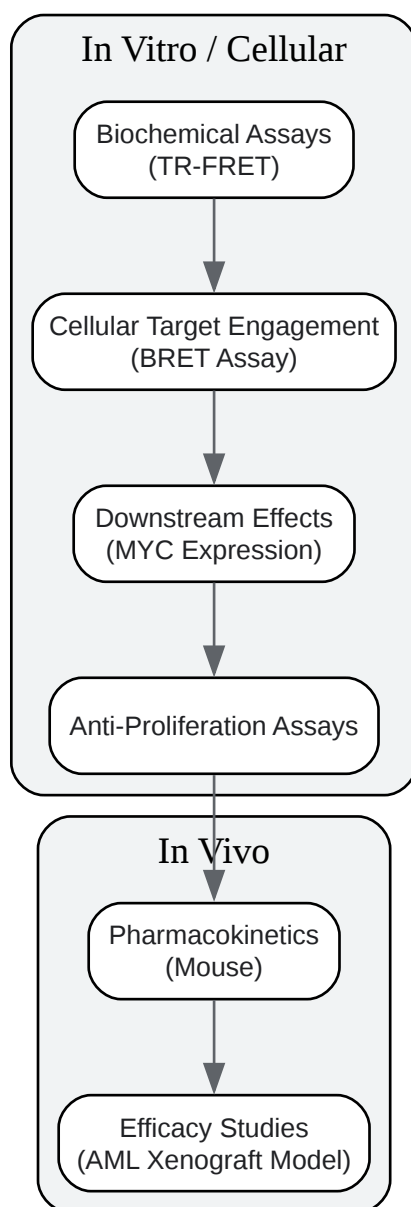 In Vitro / Cellular
Biochemical Assays
(TR-FRET)
Cellular Target Engagement
(BRET Assay)
Downstream Effects
(MYC Expression)
Anti-Proliferation Assays
In Vivo
Pharmacokinetics
(Mouse)
Efficacy Studies
(AML Xenograft Model)